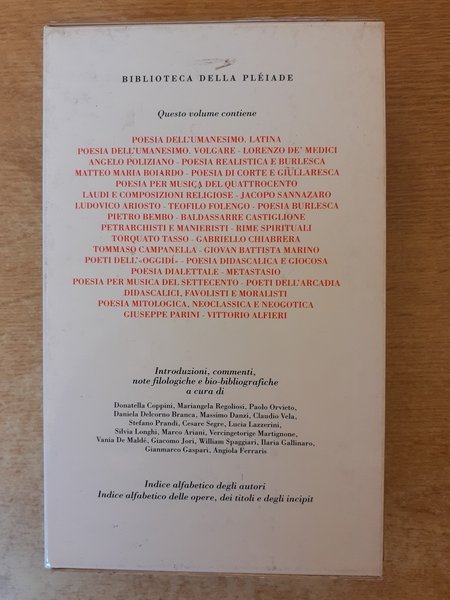 BIBLIOTECA DELLA PLÉIADE
Questo volume contiene
POESIA DELL'UMANESIMO. LATINA
POESIA DELL'UMANESIMO. VOLGARE - LORENZO DE' MEDICI
ANGELO POLIZIANO - POESIA REALISTICA E BURLESCA
MATTEO MARIA BOIARDO - POESIA DI CORTE E GIULLARESCA
POESIA PER MUSICA DEL QUATTROCENTO
LAUDI E COMPOSIZIONI RELIGIOSE - JACOPO SANNAZARO
LUDOVICO ARIOSTO - TEOFILO FOLENGO - POESIA BURLESCA
PIETRO BEMBO - BALDASSARRE CASTIGLIONE
PETRARCHISTI E MANIERISTI - RIME SPIRITUALI
TORQUATO TASSO - GABRIELLO CHIABRERA
TOMMASO CAMPANELLA - GIOVAN BATTISTA MARINO
POETI DELL'«OGGIDÍ» - POESIA DIDASCALICA E GIOCOSA
POESIA DIALETTALE - METASTASIO
POESIA PER MUSICA DEL SETTECENTO - POETI DELL'ARCADIA
DIDASCALICI, FAVOLISTI E MORALISTI
POESIA MITOLOGICA, NEOCLASSICA E NEOGOTICA
GIUSEPPE PARINI - VITTORIO ALFIERI
Introduzioni, commenti,
note filologiche e bio-bibliografiche
a cura di
Donatella Coppini, Mariangela Regoliosi, Paolo Orvieto,
Daniela Delcorno Branca, Massimo Danzi, Claudio Vela,
Stefano Prandi, Cesare Segre, Lucia Lazzerini,
Silvia Longhi, Marco Ariani, Vercingetorige Martignone,
Vania De Maldé, Giacomo Jori, William Spaggiari, Ilaria Gallinaro,
Gianmarco Gaspari, Angiola Ferraris
Indice alfabetico degli autori
Indice alfabetico delle opere, dei titoli e degli incipit